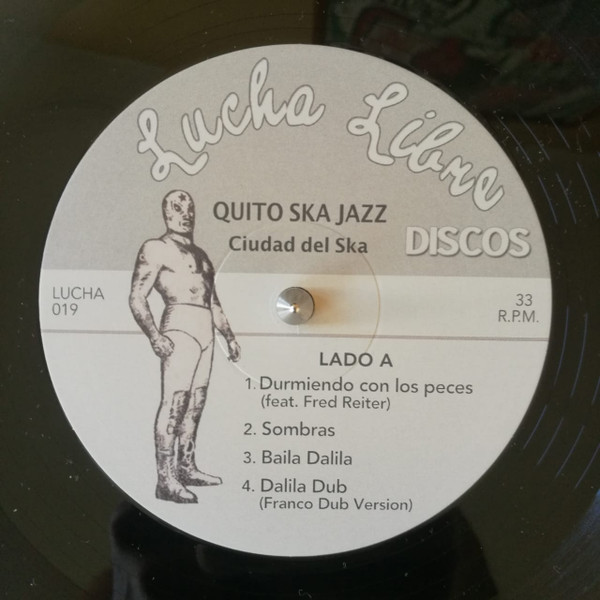 Lucha Libre
DISCOS
QUITO SKA JAZZ
Ciudad del Ska
LUCHA
019
33
R.P.M.
LADO A
1. Durmiendo con los peces
(feat. Fred Reiter)
2. Sombras
3. Baila Dalila
4. Dalila Dub
(Franco Dub Version)